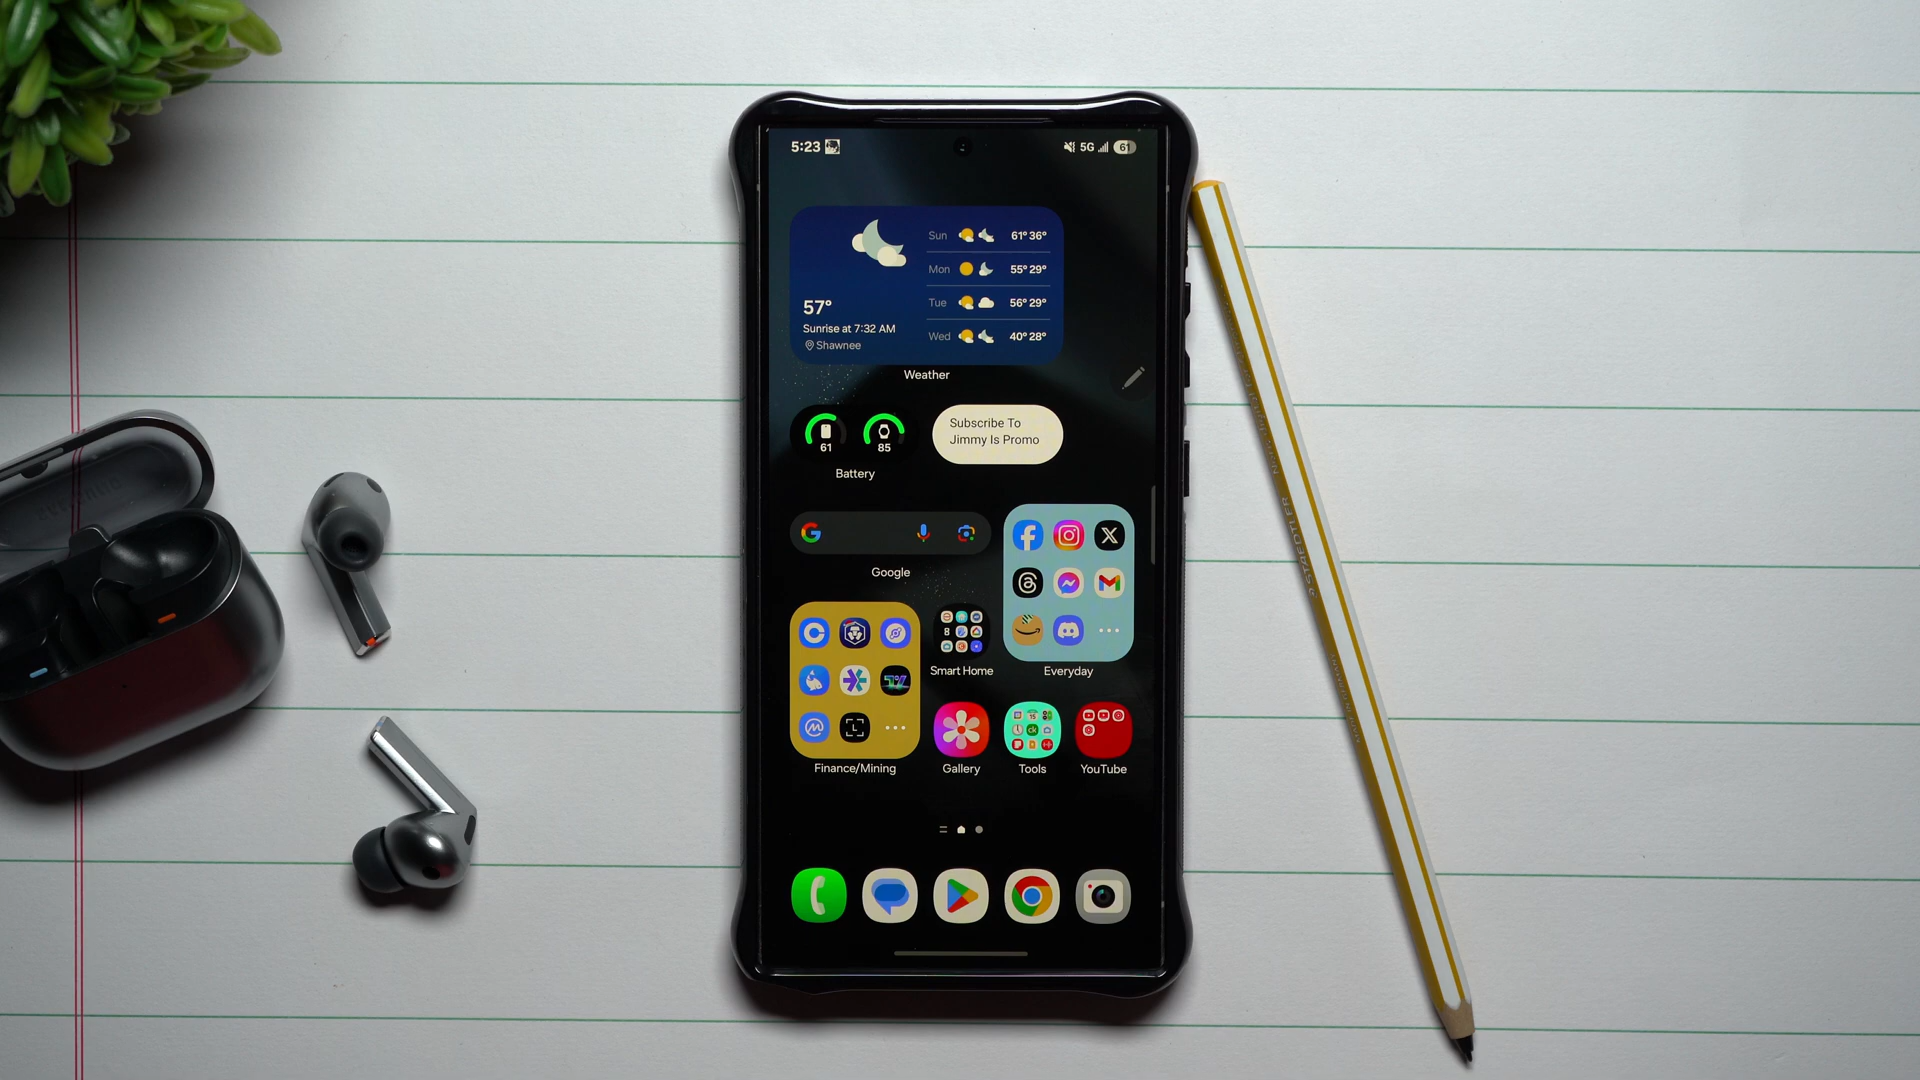 5:23
5G
61
57°
Sunrise at 7:32 AM
Shawnee
Sun 61° 36°
Mon 55° 29°
Tue 56° 29°
Wed 40° 28°
Weather
61
85
Battery
Subscribe To
Jimmy Is Promo
Google
Everyday
Smart Home
Finance/Mining
Gallery
Tools
YouTube
STAEDTLER